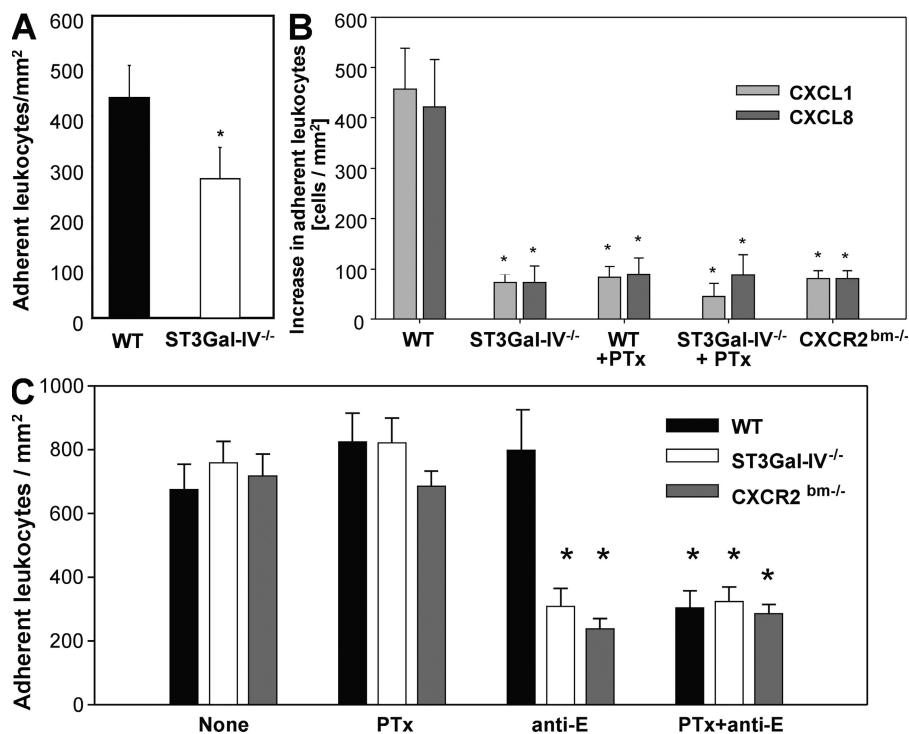 A
Adherent leukocytes/mm²
600
500
400
300
200
100
0
*
WT ST3Gal-IV-/-
B
Increase in adherent leukocytes
[cells / mm²]
600
500
400
300
200
100
0
CXCL1
CXCL8
* * * * * * * *
WT ST3Gal-IV-/- WT ST3Gal-IV-/- CXCR2 bm-/-
+PTx + PTx
C
Adherent leukocytes / mm²
1000
800
600
400
200
0
WT
ST3Gal-IV-/-
CXCR2 bm-/-
* * * * *
None PTx anti-E PTx+anti-E